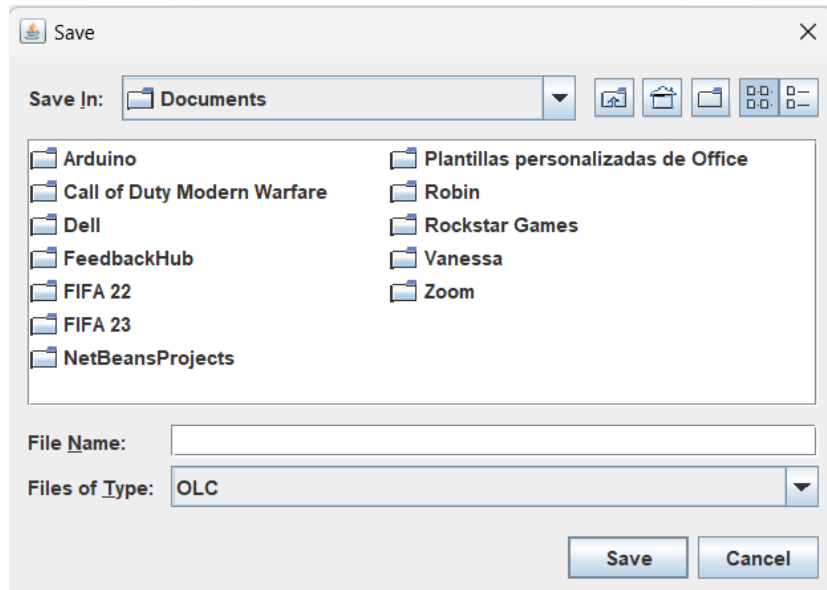 Save
Save In: Documents
Arduino
Call of Duty Modern Warfare
Dell
FeedbackHub
FIFA 22
FIFA 23
NetBeansProjects
Plantillas personalizadas de Office
Robin
Rockstar Games
Vanessa
Zoom
File Name:
Files of Type: OLC
Save Cancel